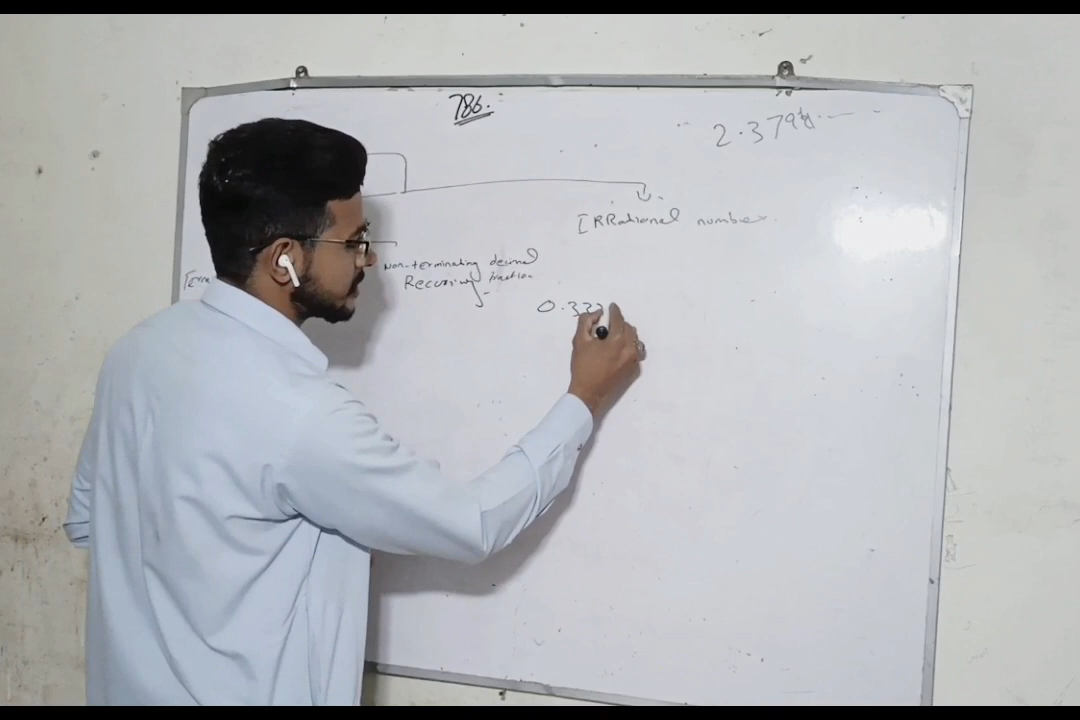 786.
2.379
IRRational number.
Non-terminating decimal
Recurring fraction
0.33